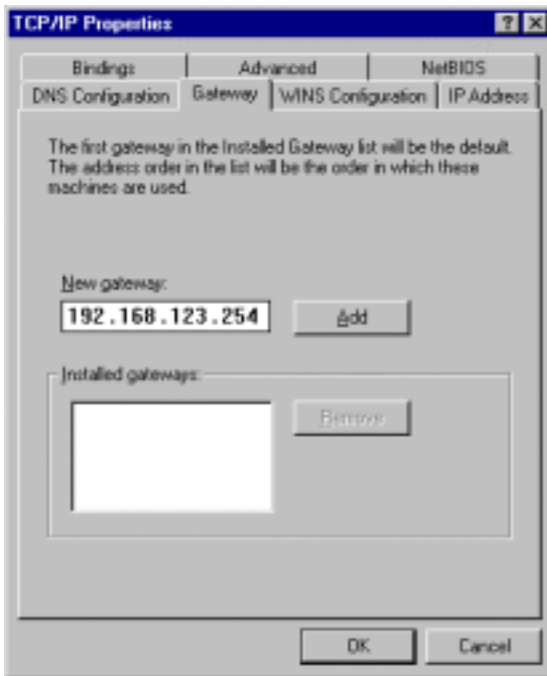 TCP/IP Properties
? X
Bindings Advanced NetBIOS
DNS Configuration Gateway WINS Configuration IP Address
The first gateway in the Installed Gateway list will be the default.
The address order in the list will be the order in which these
machines are used.
New gateway:
192.168.123.254
Add
Installed gateways:
Remove
OK Cancel